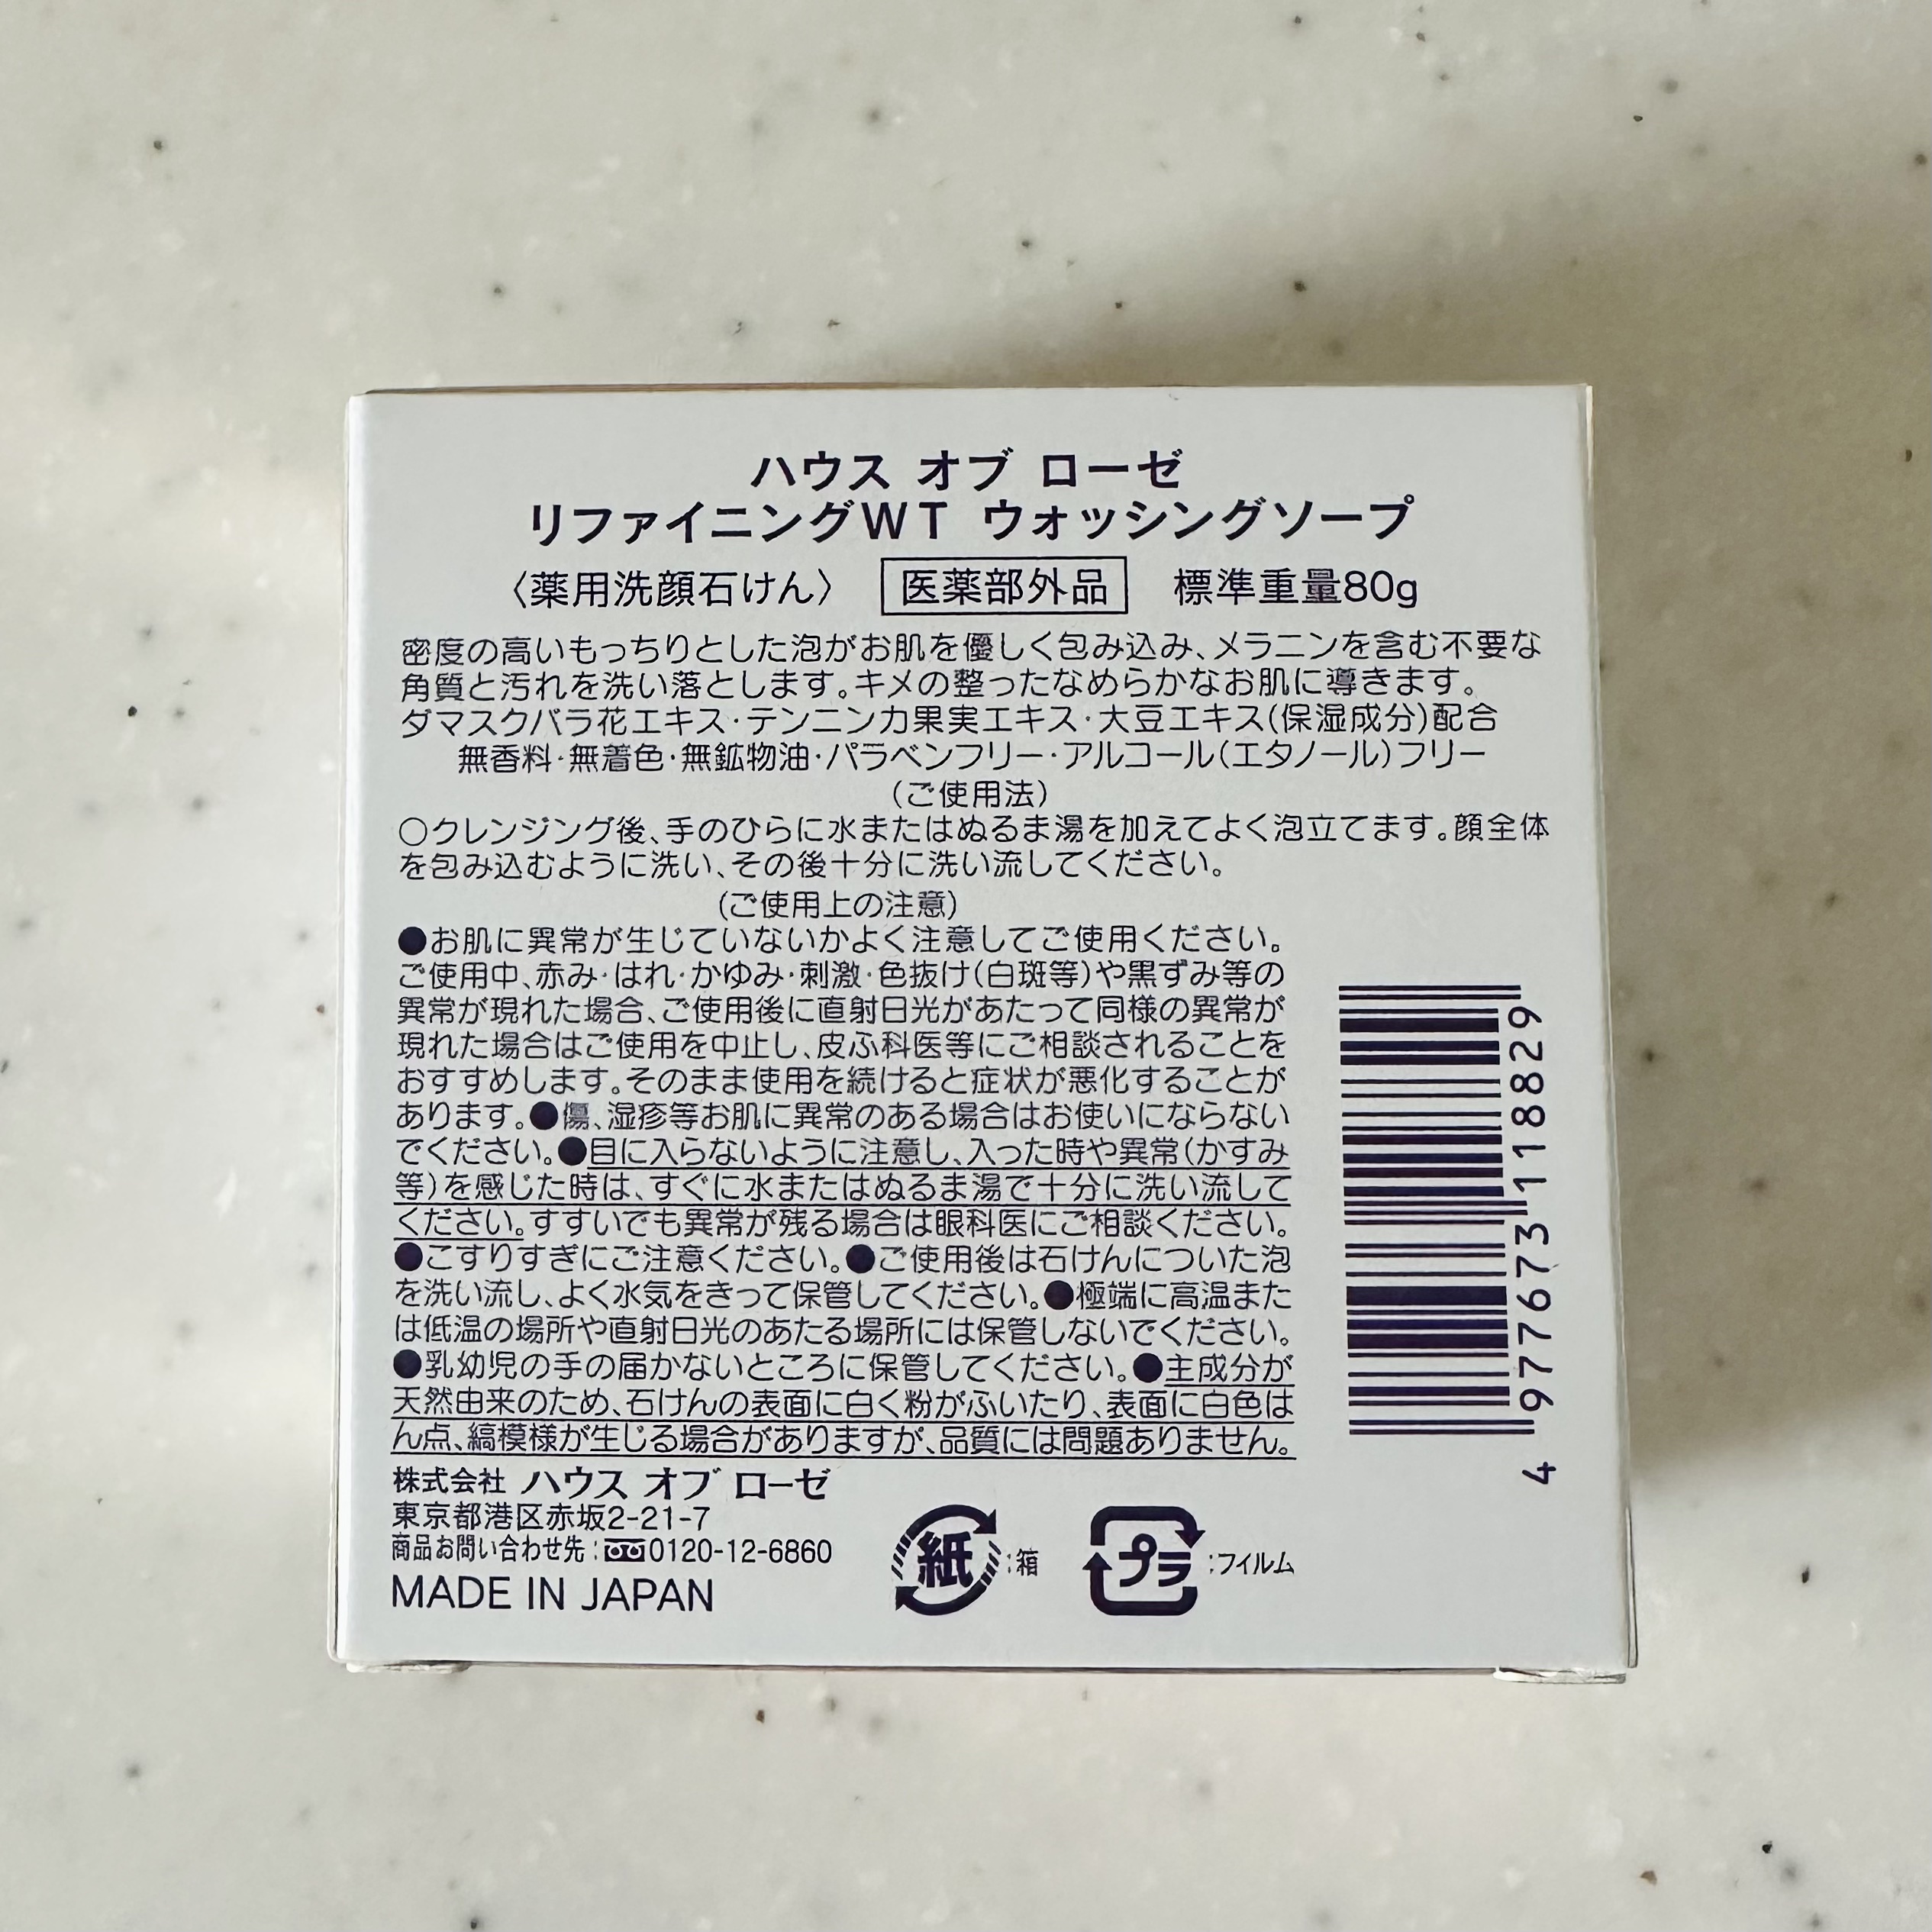 ハウス オブ ローゼ
リファイニングWT ウォッシングソープ
〈薬用洗顔石けん〉 医薬部外品 標準重量80g
密度の高いもっちりとした泡がお肌を優しく包み込み、メラニンを含む不要な
角質と汚れを洗い落とします。キメの整ったなめらかなお肌に導きます。
ダマスクバラ花エキス・テンニンカ果実エキス・大豆エキス(保湿成分)配合
無香料・無着色・無鉱物油・パラベンフリー・アルコール(エタノール)フリー
(ご使用法)
○クレンジング後、手のひらに水またはぬるま湯を加えてよく泡立てます。顔全体
を包み込むように洗い、その後十分に洗い流してください。
(ご使用上の注意)
●お肌に異常が生じていないかよく注意してご使用ください。
ご使用中、赤み・はれ・かゆみ・刺激・色抜け(白斑等)や黒ずみ等の
異常が現れた場合、ご使用後に直射日光があたって同様の異常が
現れた場合はご使用を中止し、皮ふ科医等にご相談されることを
おすすめします。そのまま使用を続けると症状が悪化することが
あります。●傷、湿疹等お肌に異常のある場合はお使いにならない
でください。●目に入らないように注意し、入った時や異常(かすみ
等)を感じた時は、すぐに水またはぬるま湯で十分に洗い流して
ください。すすいでも異常が残る場合は眼科医にご相談ください。
●こすりすぎにご注意ください。●ご使用後は石けんについた泡
を洗い流し、よく水気をきって保管してください。●極端に高温また
は低温の場所や直射日光のあたる場所には保管しないでください。
●乳幼児の手の届かないところに保管してください。●主成分が
天然由来のため、石けんの表面に白く粉がふいたり、表面に白色は
ん点、縞模様が生じる場合がありますが、品質には問題ありません。
株式会社 ハウス オブ ローゼ
東京都港区赤坂2-21-7
商品お問い合わせ先:0120-12-6860
MADE IN JAPAN
紙:箱
プラ:フィルム
4 977673 118829